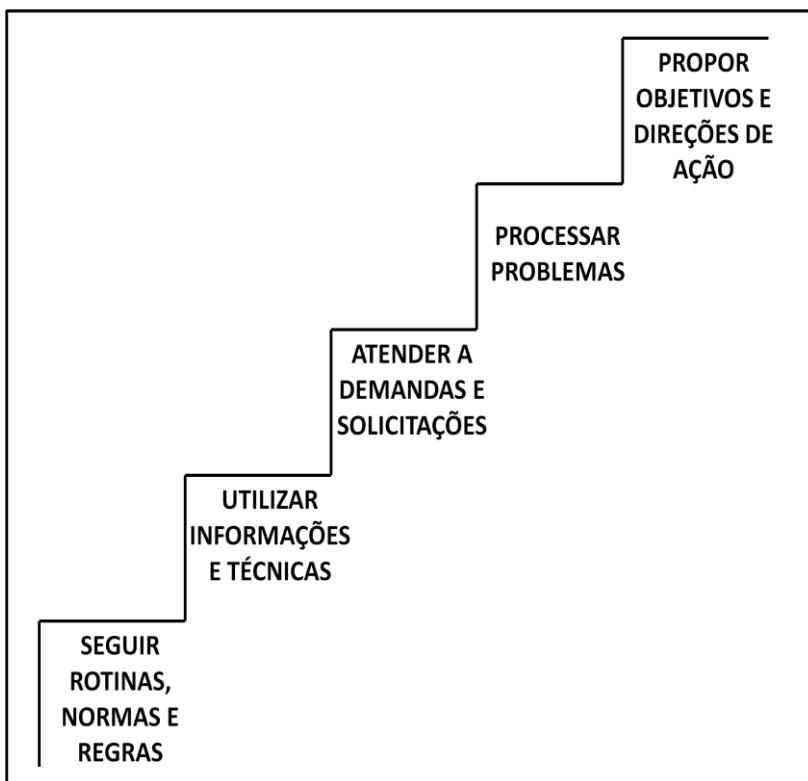 PROPOR
OBJETIVOS E
DIREÇÕES DE
AÇÃO
PROCESSAR
PROBLEMAS
ATENDER A
DEMANDAS E
SOLICITAÇÕES
UTILIZAR
INFORMAÇÕES
E TÉCNICAS
SEGUIR
ROTINAS,
NORMAS E
REGRAS